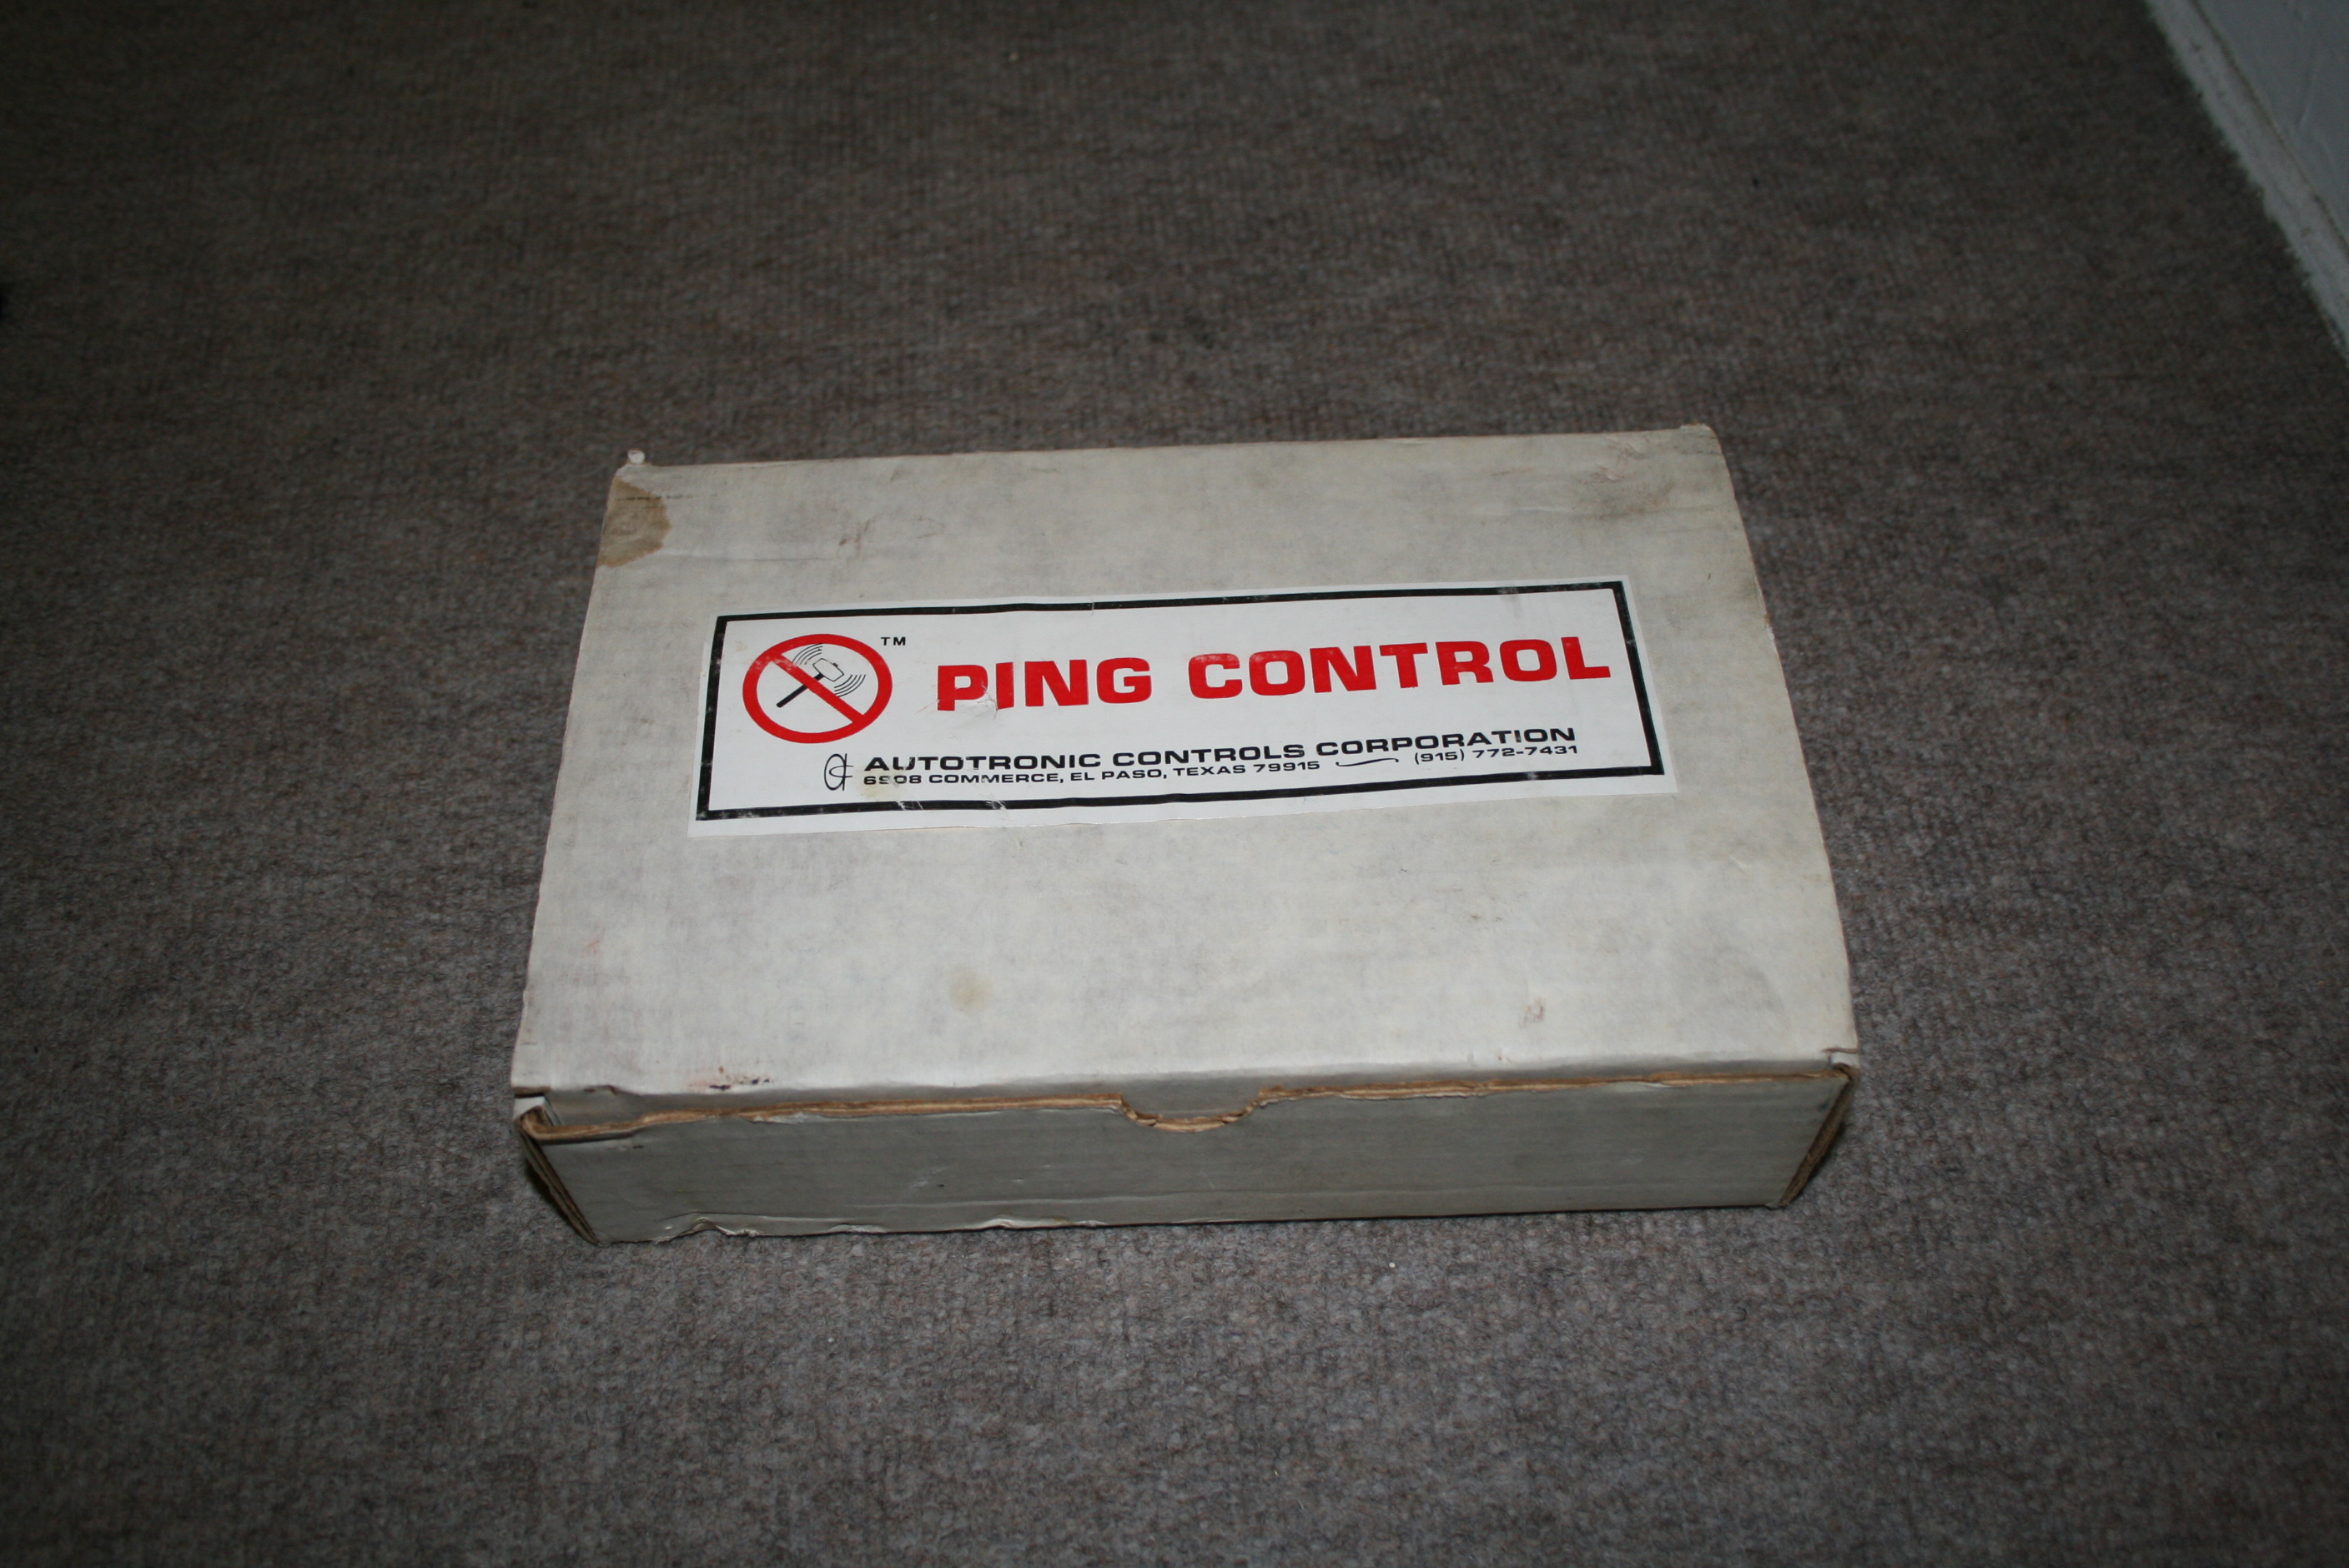 TM
PING CONTROL
AUTOTRONIC CONTROLS CORPORATION
6908 COMMERCE, EL PASO, TEXAS 79915 (915) 772-7431